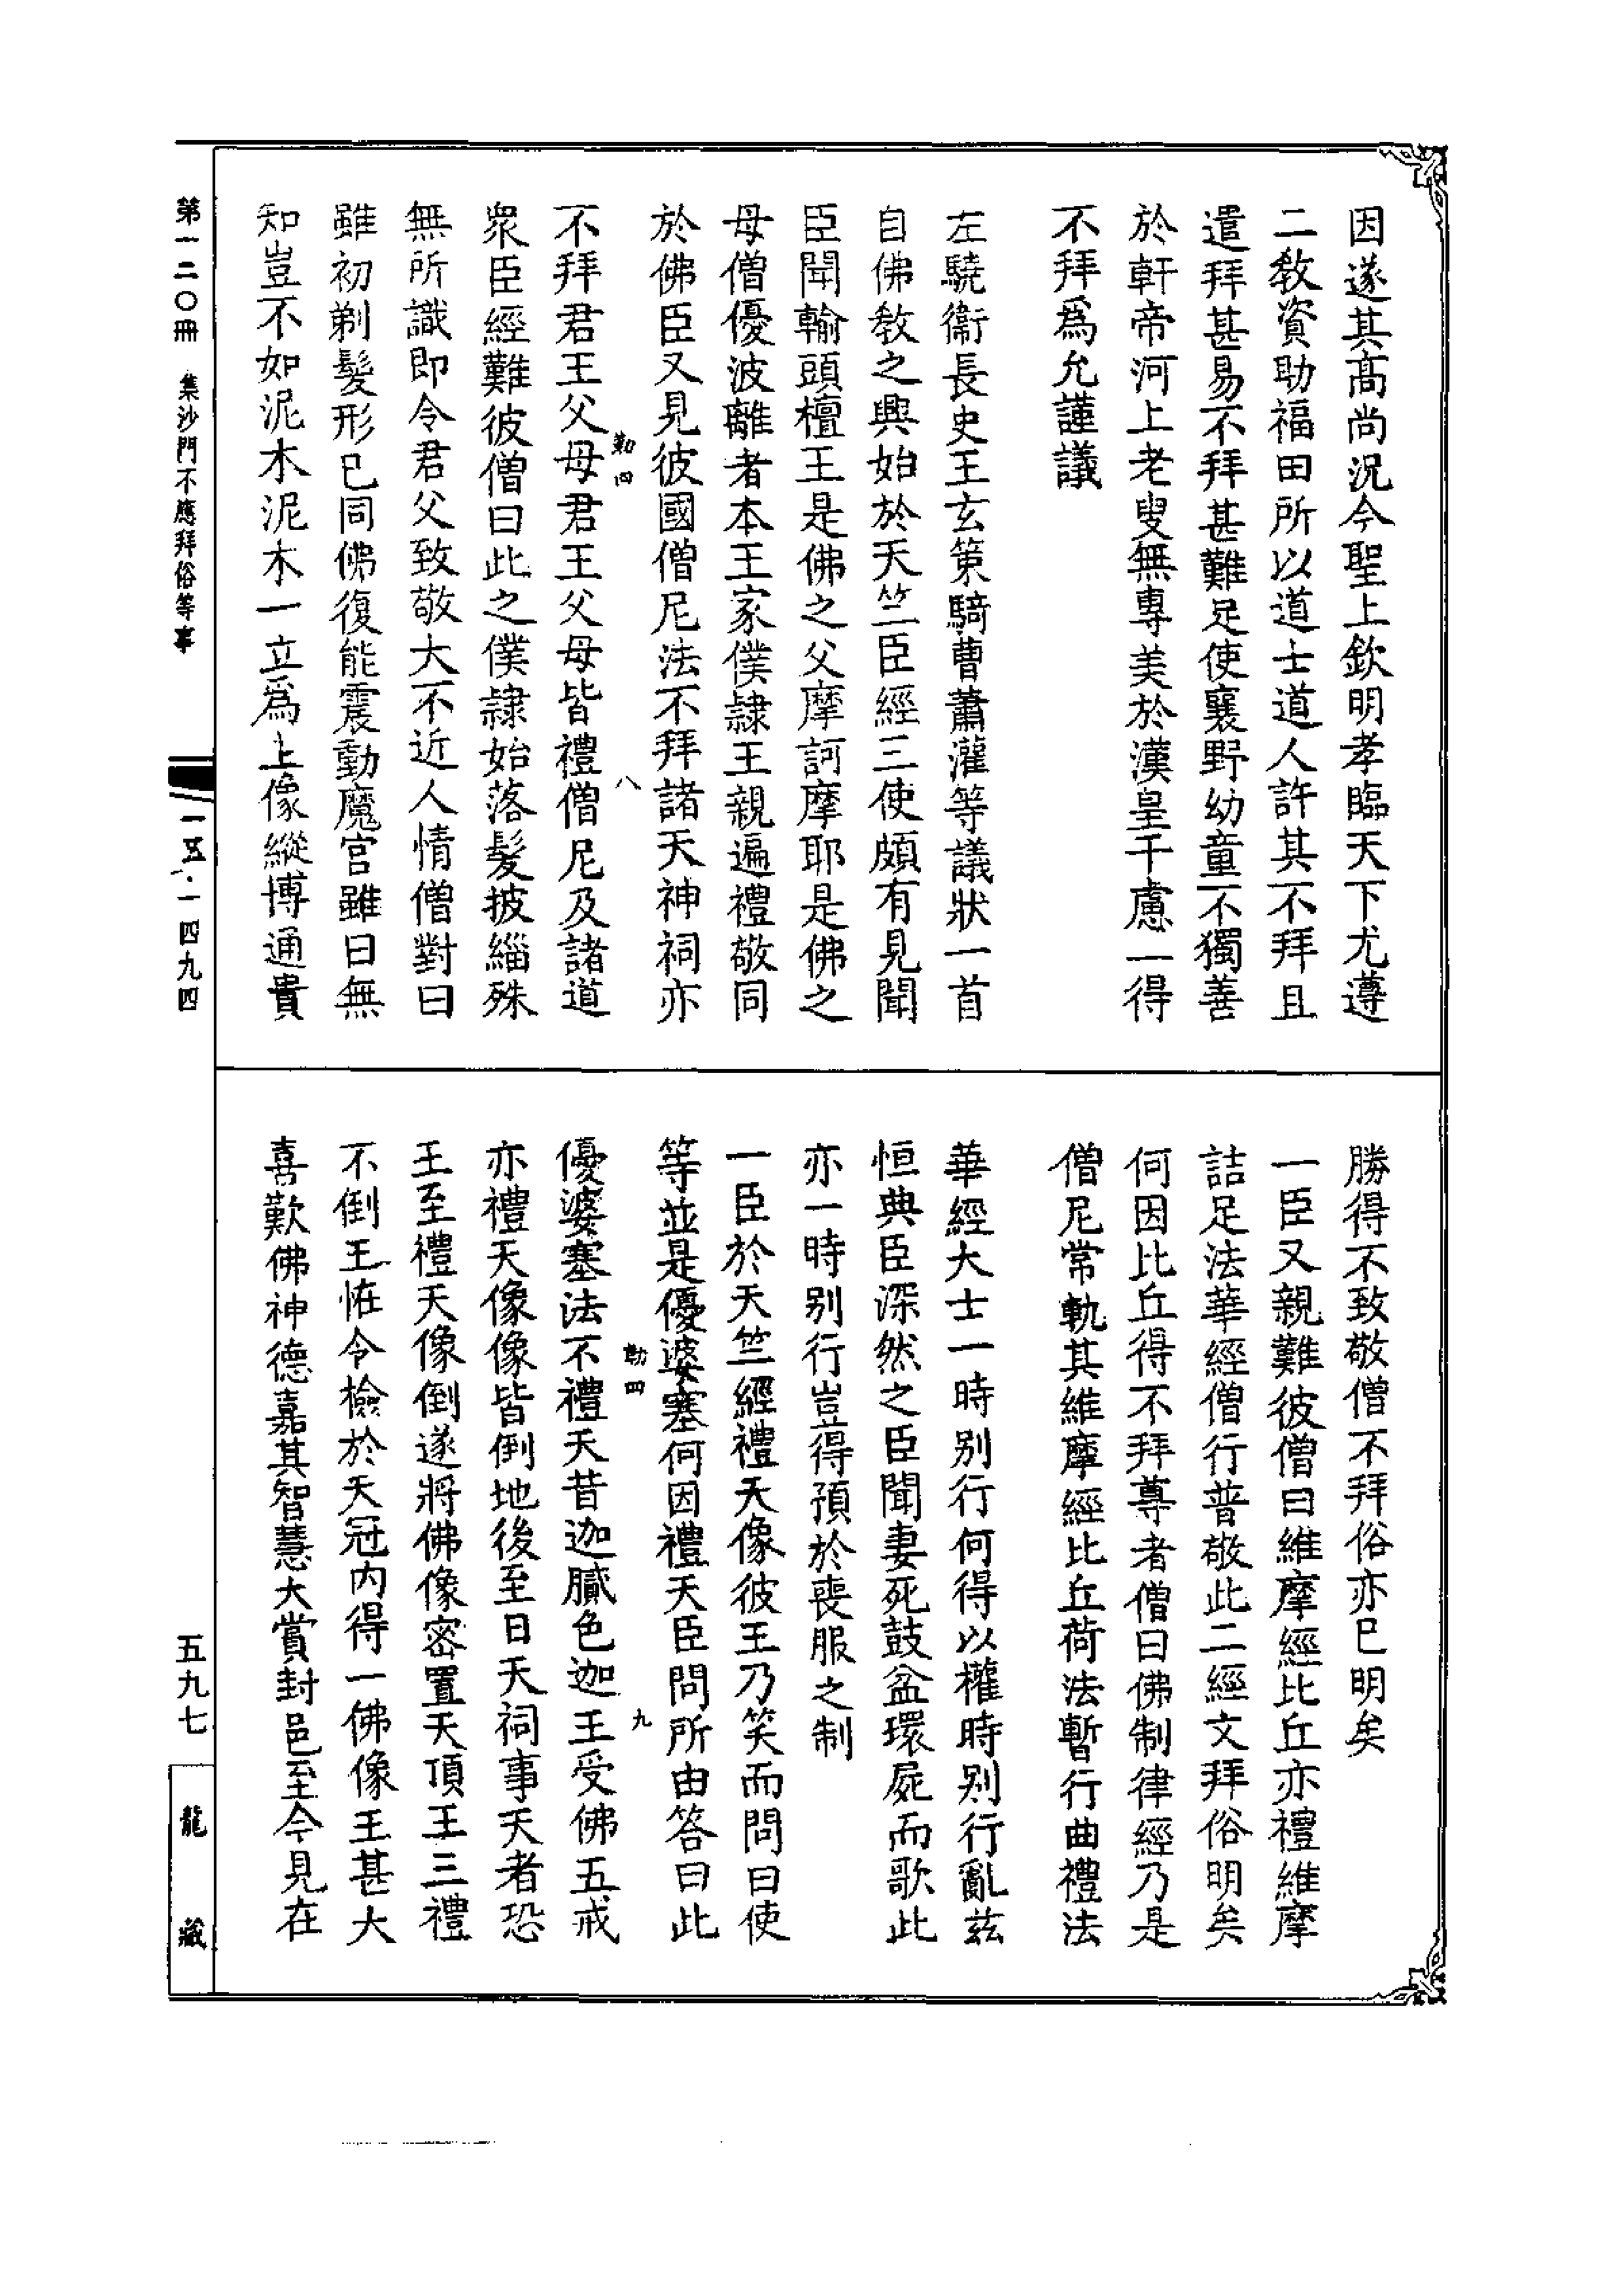 因遂其高尚況今聖上欽明孝臨天下尤遵
二教資助福田所以道士道人許其不拜且
遣拜甚易不拜甚難足使襄野幼童不獨善
於軒帝河上老叟無專美於漢皇千慮一得
不拜為允謹議
左驍衞長史王玄策騎曹蕭灌等議狀一首
自佛教之興始於天竺臣經三使頗有見聞
臣聞輸頭檀王是佛之父摩訶摩耶是佛之
母僧優波離者本王家僕隸王親遍禮敬同
於佛臣又見彼國僧尼法不拜諸天神祠亦
勤四
八
不拜君王父母君王父母皆禮僧尼及諸道
衆臣經難彼僧曰此之僕隸始落髮披緇殊
無所識即令君父致敬大不近人情僧對曰
雖初剃髮形已同佛復能震動魔宫雖曰無
知豈不如泥木泥木一立為上像縱博通貴
勝得不致敬僧不拜俗亦已明矣
一臣又親難彼僧曰維摩經比丘亦禮維摩
詰足法華經僧行普敬此二經文拜俗明矣
何因比丘得不拜尊者僧曰佛制律經乃是
僧尼常軌其維摩經比丘荷法暫行曲禮法
華經大士一時別行何得以權時別行亂茲
恒典臣深然之臣聞妻死鼓盆環屍而歌此
亦一時別行豈得預於喪服之制
一臣於天竺經禮天像彼王乃笑而問曰使
等並是優婆塞何因禮天臣問所由答曰此
勤四
九
優婆塞法不禮天昔迦膩色迦王受佛五戒
亦禮天像像皆倒地後至日天祠事天者恐
王至禮天像倒遂將佛像密置天頂王三禮
不倒王恠令檢於天冠内得一佛像王甚大
喜歎佛神德嘉其智慧大賞封邑至今見在
第一二〇冊 集沙門不應拜俗等事
一五·一四九四
五九七
龍藏